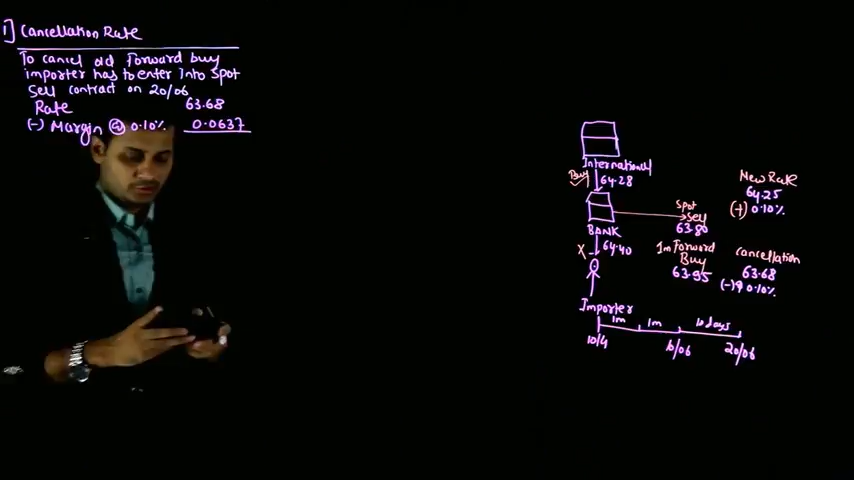 1] Cancellation Rate
To cancel old Forward buy
importer has to enter Into Spot
Sell contract on 20/06
Rate 63.68
(-) Margin @ 0.10% 0.0637
International
Buy 64.28
BANK
X 64.40
Importer
Spot
Sell
63.80
1m Forward
Buy
63.95
New Rate
64.25
(+) 0.10%
Cancellation
63.68
(-) 0.10%
1m 1m 10 days
10/4 10/06 20/06